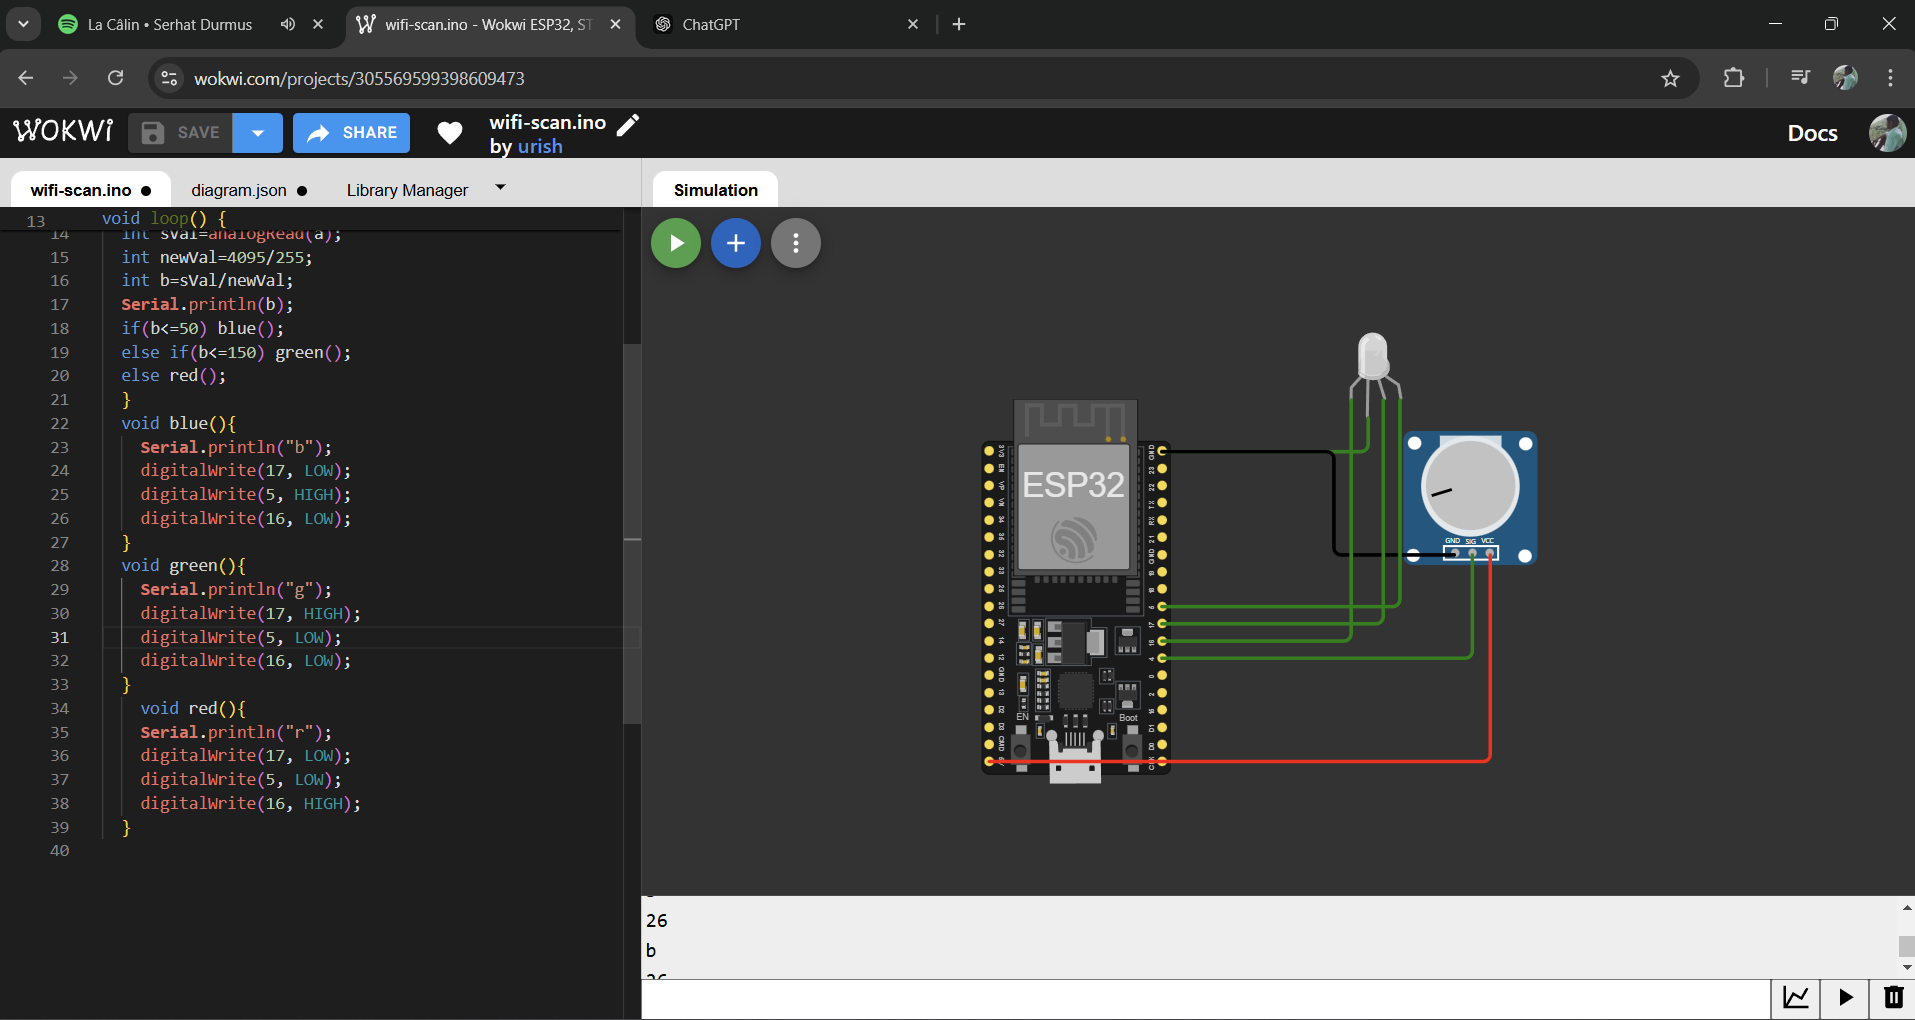 La Câlin • Serhat Durmus
wifi-scan.ino - Wokwi ESP32, ST
ChatGPT
wokwi.com/projects/305569599398609473
WOKWi
SAVE
SHARE
wifi-scan.ino
by urish
Docs
wifi-scan.ino
diagram.json
Library Manager
Simulation
13 void loop() {
14 int sVal=analogRead(a);
15 int newVal=4095/255;
16 int b=sVal/newVal;
17 Serial.println(b);
18 if(b<=50) blue();
19 else if(b<=150) green();
20 else red();
21 }
22 void blue(){
23 Serial.println("b");
24 digitalWrite(17, LOW);
25 digitalWrite(5, HIGH);
26 digitalWrite(16, LOW);
27 }
28 void green(){
29 Serial.println("g");
30 digitalWrite(17, HIGH);
31 digitalWrite(5, LOW);
32 digitalWrite(16, LOW);
33 }
34 void red(){
35 Serial.println("r");
36 digitalWrite(17, LOW);
37 digitalWrite(5, LOW);
38 digitalWrite(16, HIGH);
39 }
40
ESP32
EN
Boot
GND SIG VCC
26
b
26